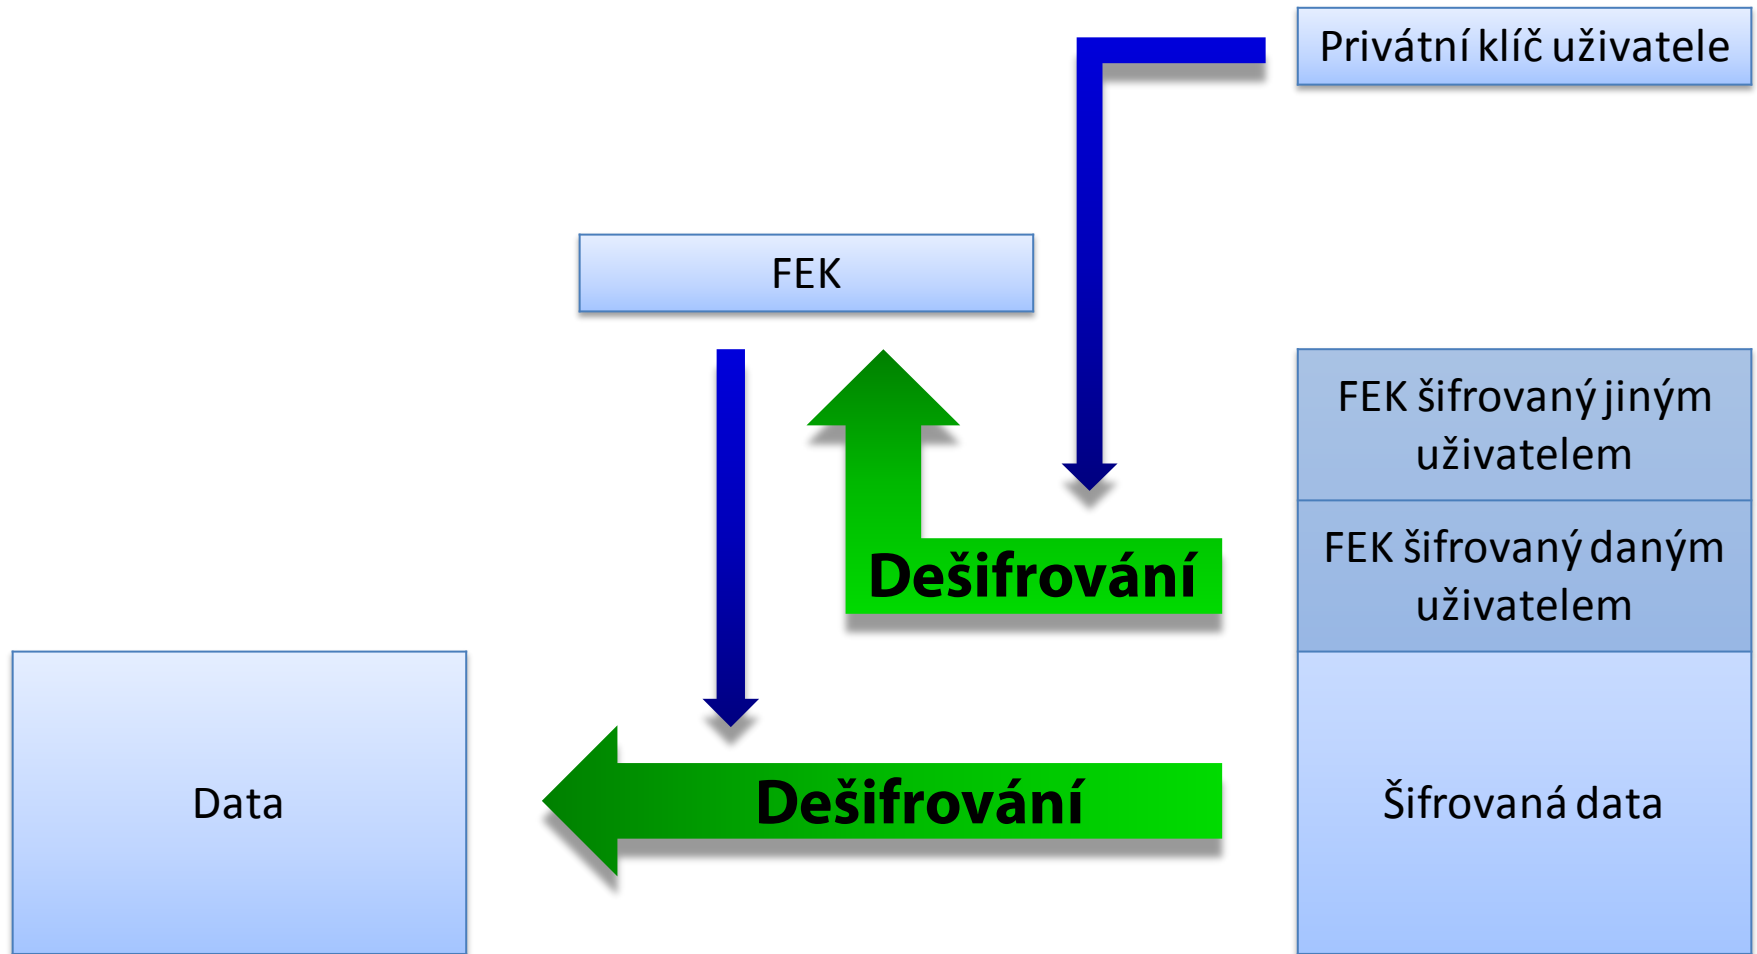 Privátní klíč uživatele
FEK
FEK šifrovaný jiným
uživatelem
FEK šifrovaný daným
uživatelem
Dešifrování
Data
Dešifrování
Šifrovaná data